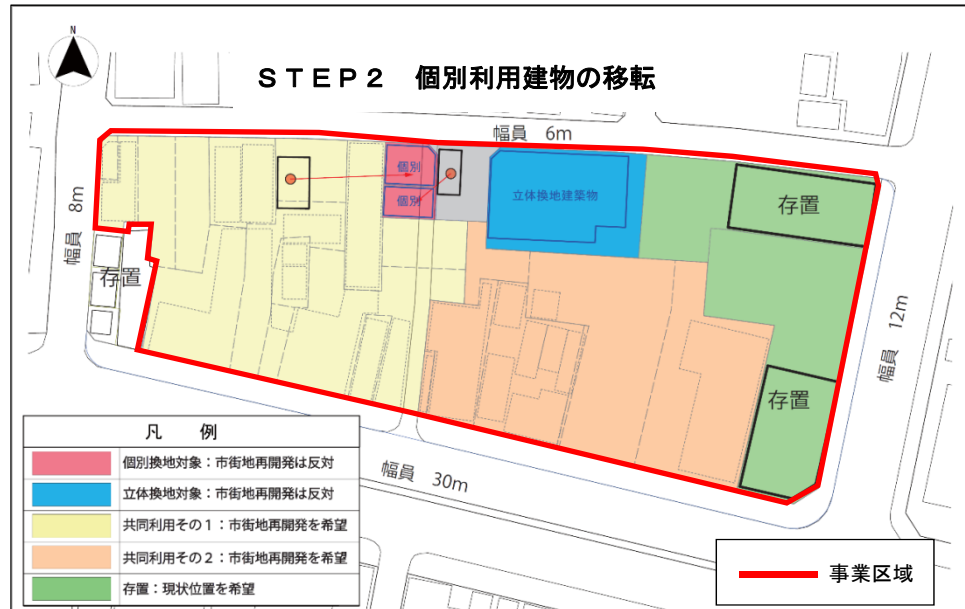 N
STEP2 個別利用建物の移転
幅員 6m
幅員 8m
個別
個別
立体換地建築物
存置
存置
幅員 12m
存置
幅員 30m
凡 例
個別換地対象：市街地再開発は反対
立体換地対象：市街地再開発は反対
共同利用その１：市街地再開発を希望
共同利用その２：市街地再開発を希望
存置：現状位置を希望
事業区域